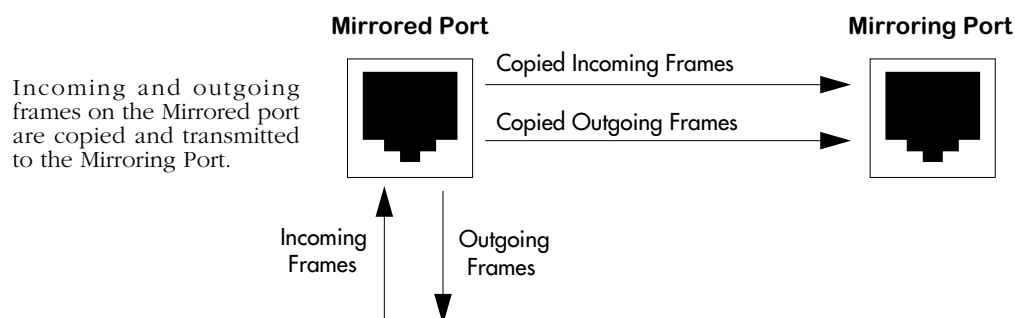 Mirrored Port
Mirroring Port
Incoming and outgoing
frames on the Mirrored port
are copied and transmitted
to the Mirroring Port.
Copied Incoming Frames
Copied Outgoing Frames
Incoming
Frames
Outgoing
Frames